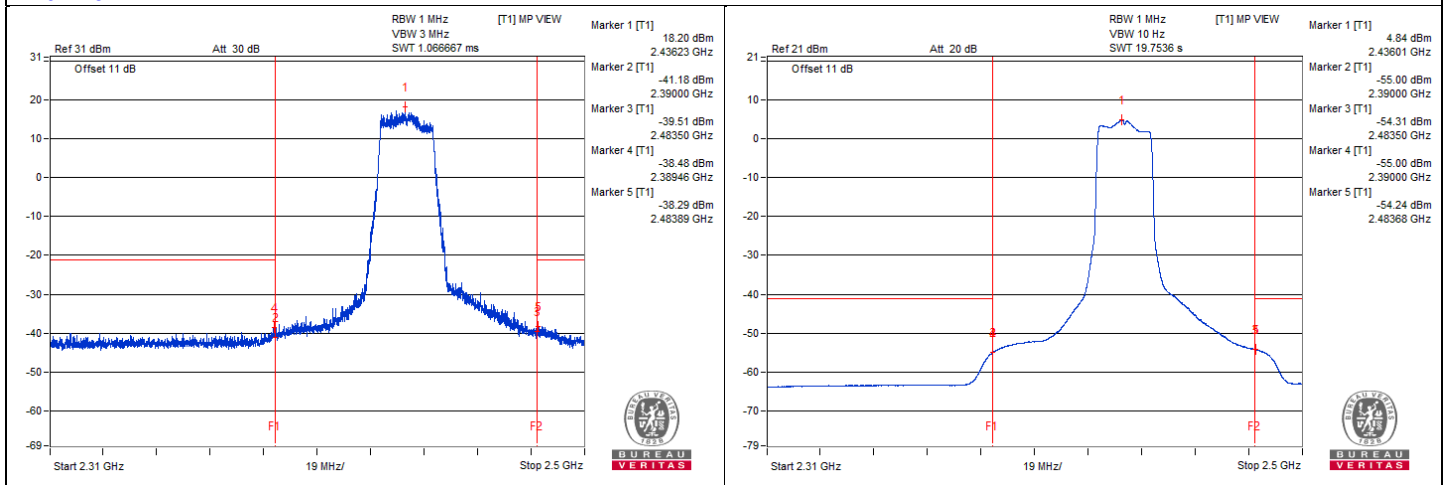 RBW 1 MHz [T1] MP VIEW
VBW 3 MHz
Ref 31 dBm Att 30 dB SWT 1.066667 ms
Offset 11 dB
31
20
10
0
-10
-20
-30
-40
-50
-60
-69
1
4
2
5
3
F1
F2
Start 2.31 GHz 19 MHz/ Stop 2.5 GHz
Marker 1 [T1]
18.20 dBm
2.43623 GHz
Marker 2 [T1]
-41.18 dBm
2.39000 GHz
Marker 3 [T1]
-39.51 dBm
2.48350 GHz
Marker 4 [T1]
-38.48 dBm
2.38946 GHz
Marker 5 [T1]
-38.29 dBm
2.48389 GHz
BUREAU
VERITAS
RBW 1 MHz [T1] MP VIEW
VBW 10 Hz
Ref 21 dBm Att 20 dB SWT 19.7536 s
Offset 11 dB
21
10
0
-10
-20
-30
-40
-50
-60
-70
-79
1
F1
F2
Start 2.31 GHz 19 MHz/ Stop 2.5 GHz
Marker 1 [T1]
4.84 dBm
2.43601 GHz
Marker 2 [T1]
-55.00 dBm
2.39000 GHz
Marker 3 [T1]
-54.31 dBm
2.48350 GHz
Marker 4 [T1]
-55.00 dBm
2.39000 GHz
Marker 5 [T1]
-54.24 dBm
2.48368 GHz
BUREAU
VERITAS